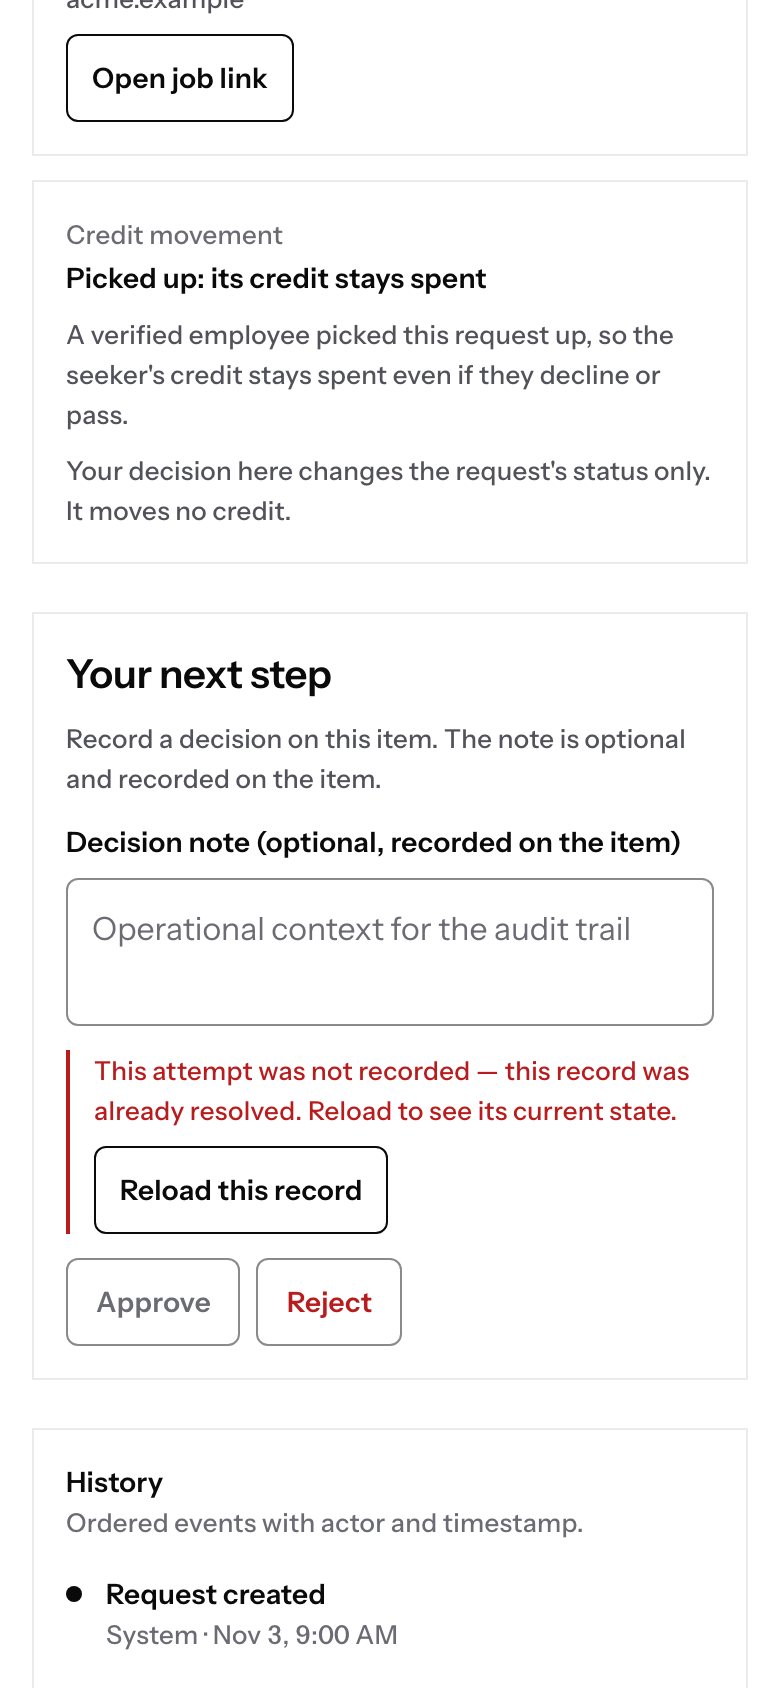 acme.example
Open job link
Credit movement
Picked up: its credit stays spent
A verified employee picked this request up, so the
seeker's credit stays spent even if they decline or
pass.
Your decision here changes the request's status only.
It moves no credit.
Your next step
Record a decision on this item. The note is optional
and recorded on the item.
Decision note (optional, recorded on the item)
Operational context for the audit trail
This attempt was not recorded — this record was
already resolved. Reload to see its current state.
Reload this record
Approve
Reject
History
Ordered events with actor and timestamp.
Request created
System · Nov 3, 9:00 AM